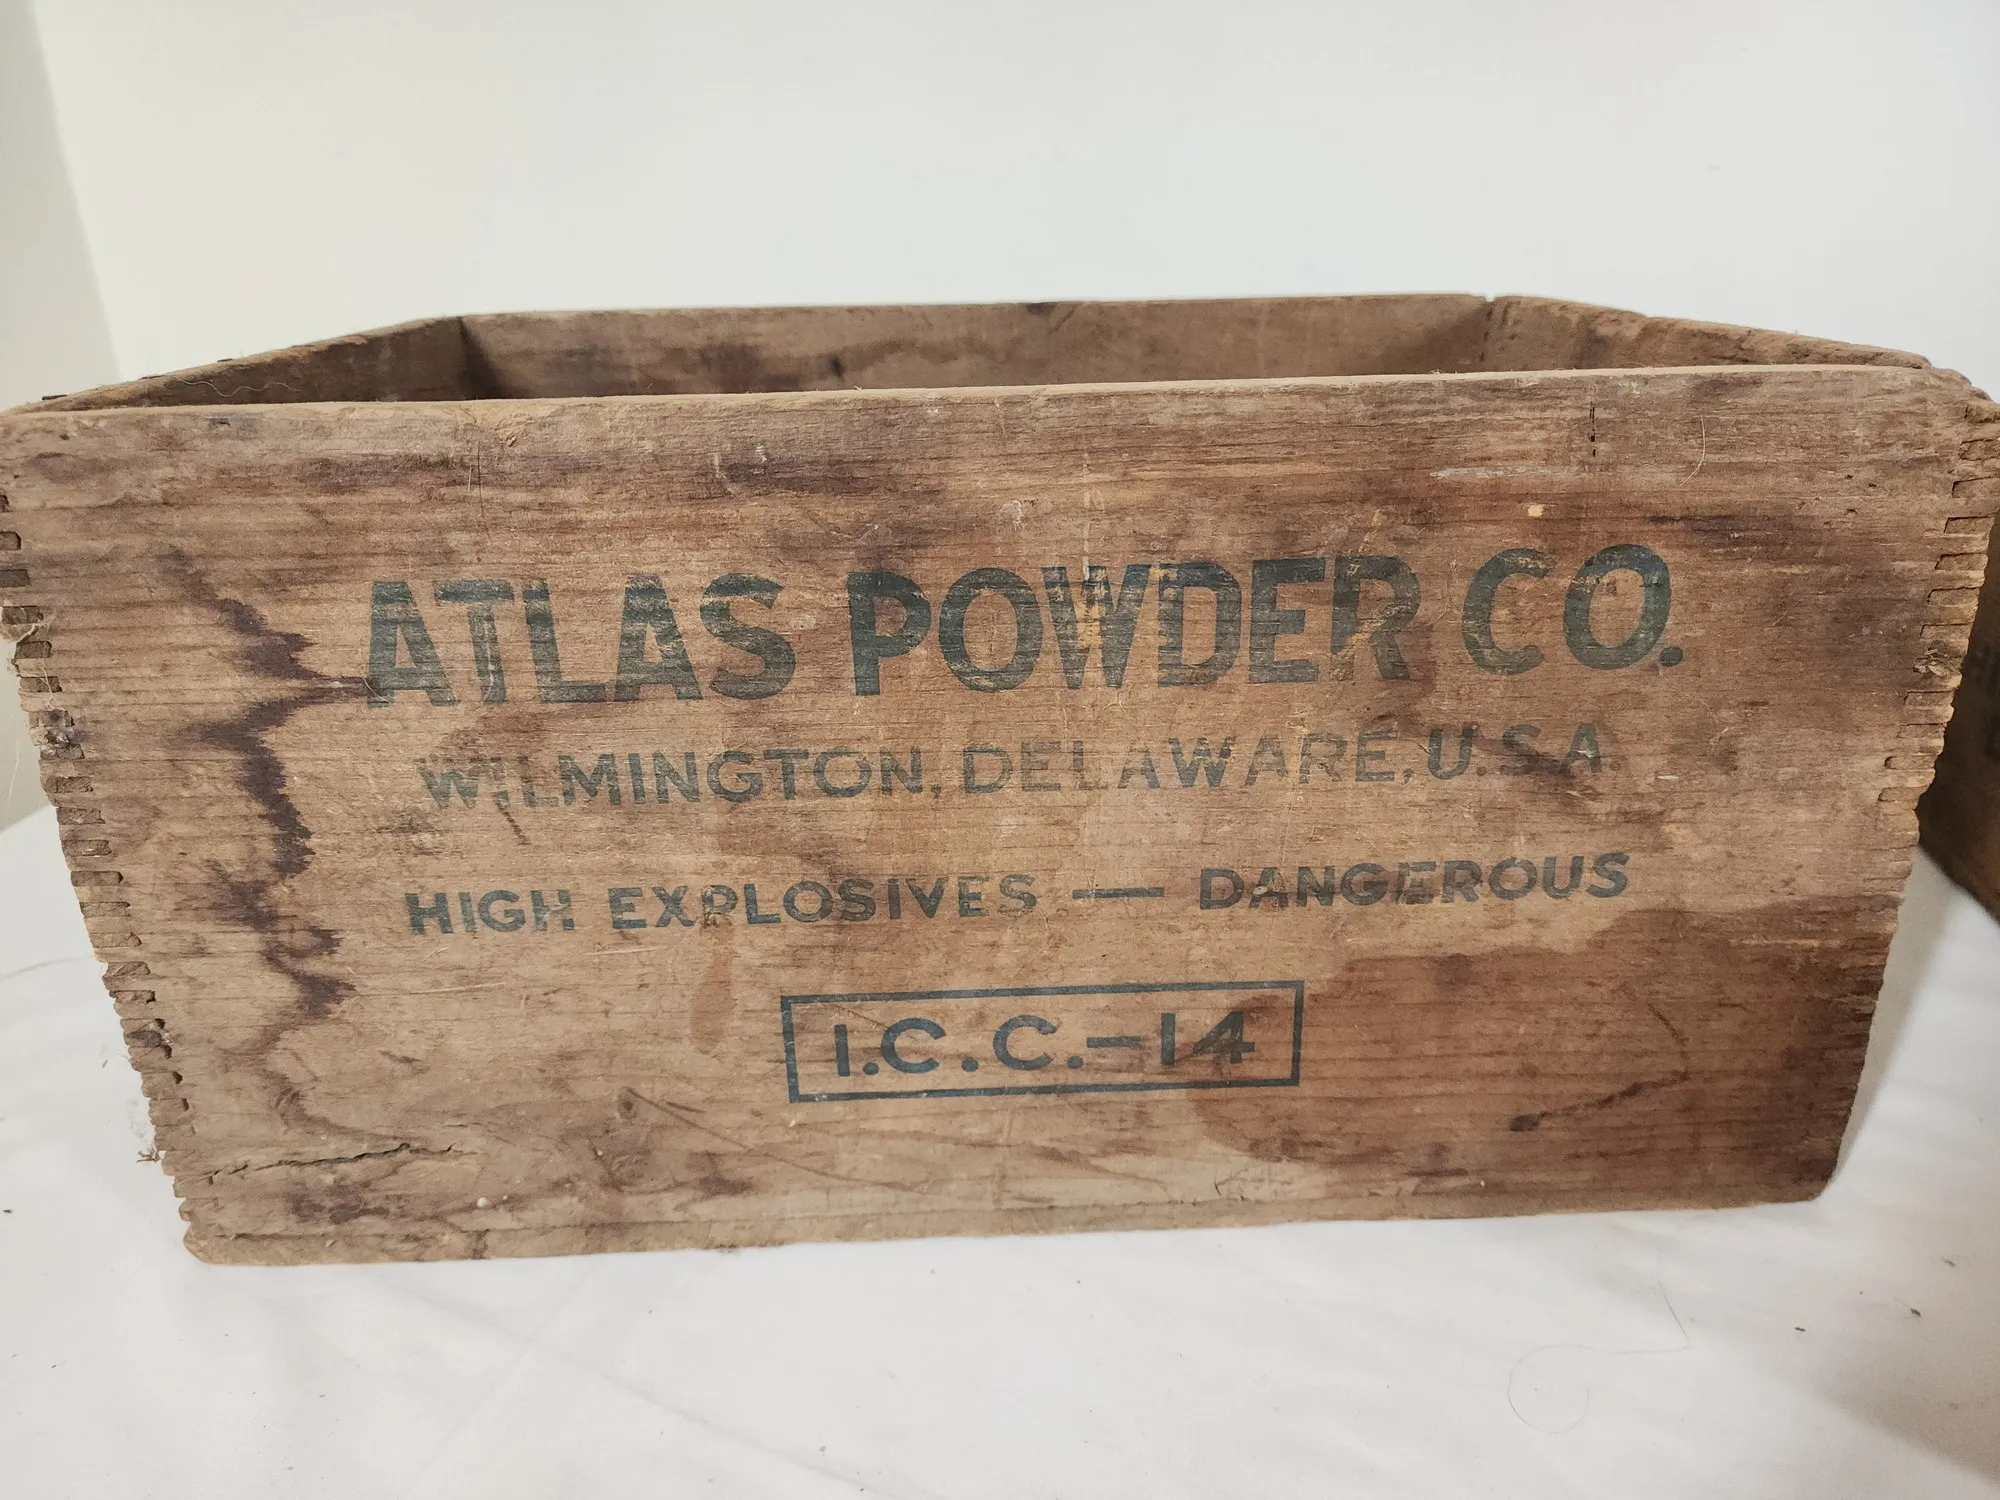 ATLAS POWDER CO.
WILMINGTON, DELAWARE, U.S.A.
HIGH EXPLOSIVES — DANGEROUS
I.C.C.-14